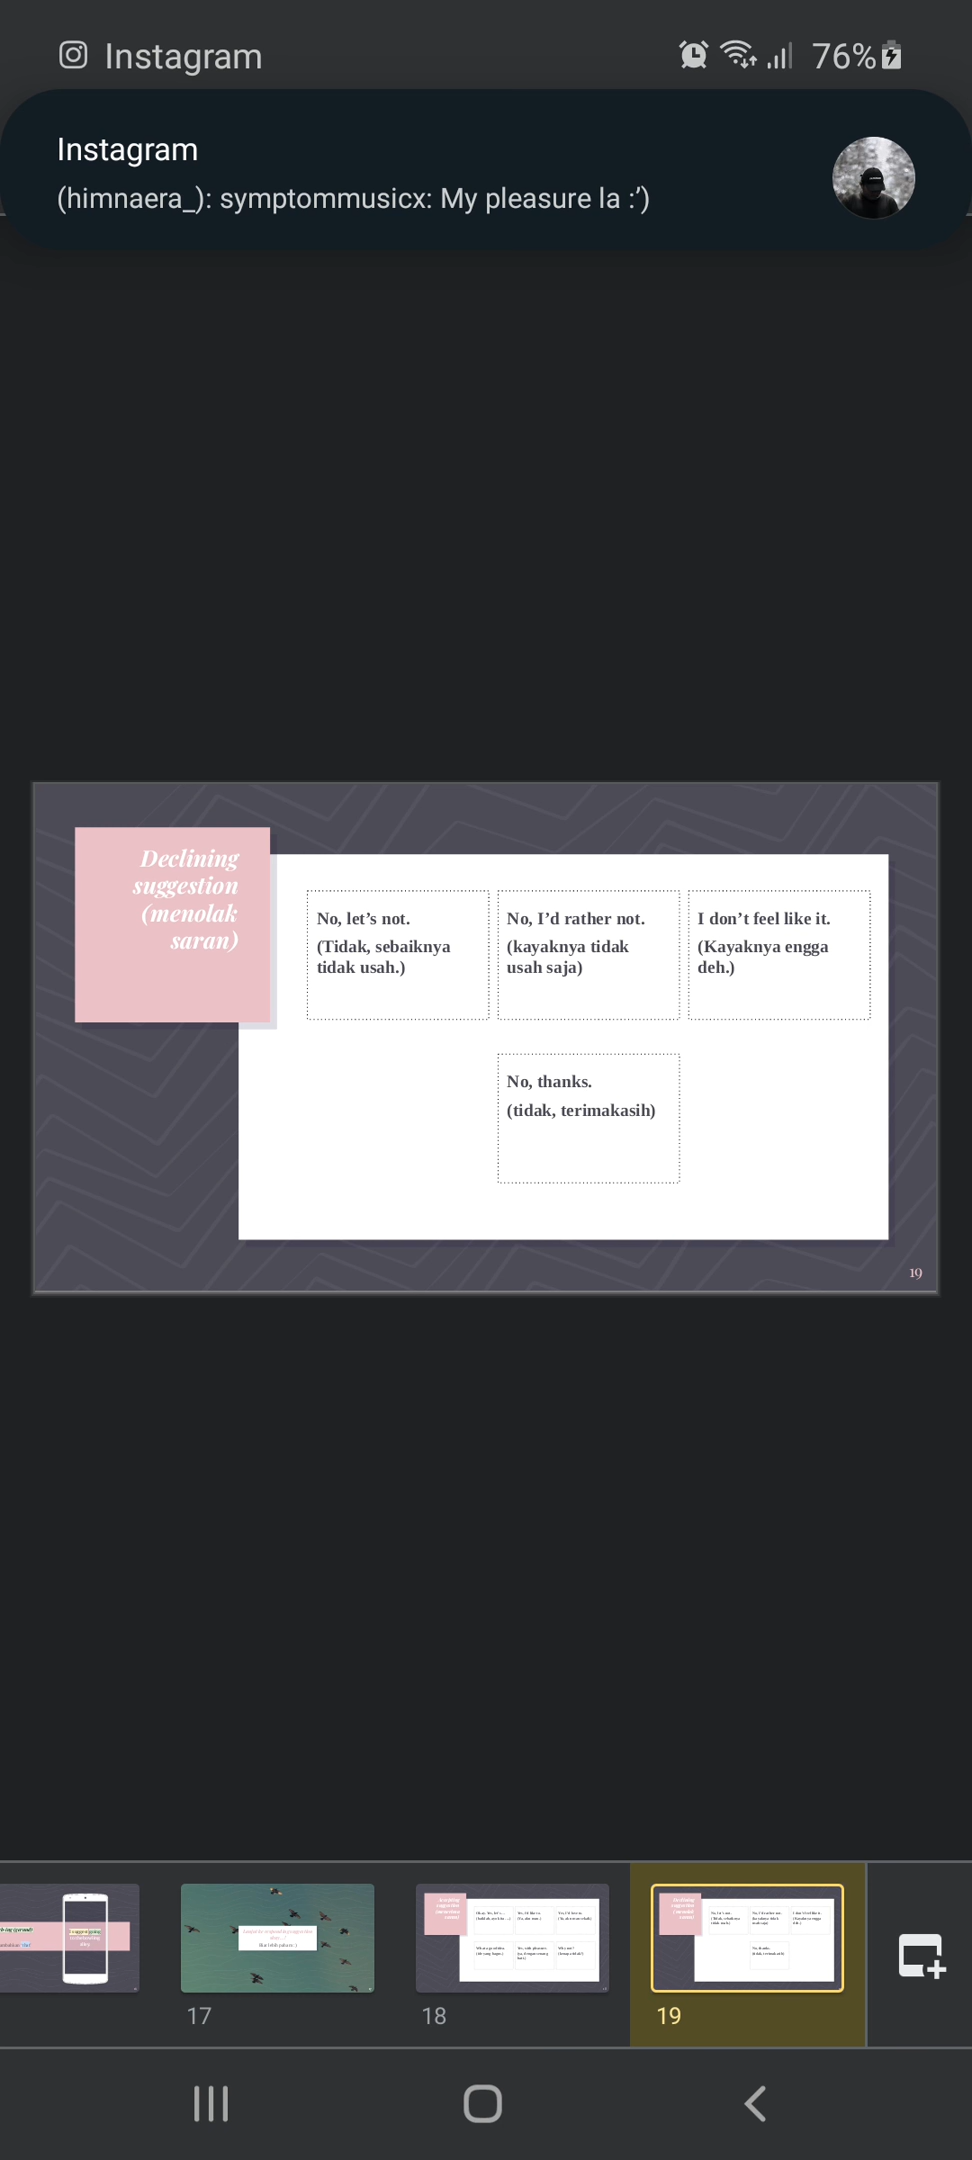 Instagram
76%
Instagram
(himnaera_): symptommusicx: My pleasure la :’)
Declining
suggestion
(menolak
saran)
No, let’s not.
(Tidak, sebaiknya
tidak usah.)
No, I’d rather not.
(kayaknya tidak
usah saja)
I don’t feel like it.
(Kayaknya engga
deh.)
No, thanks.
(tidak, terimakasih)
19
17
18
19